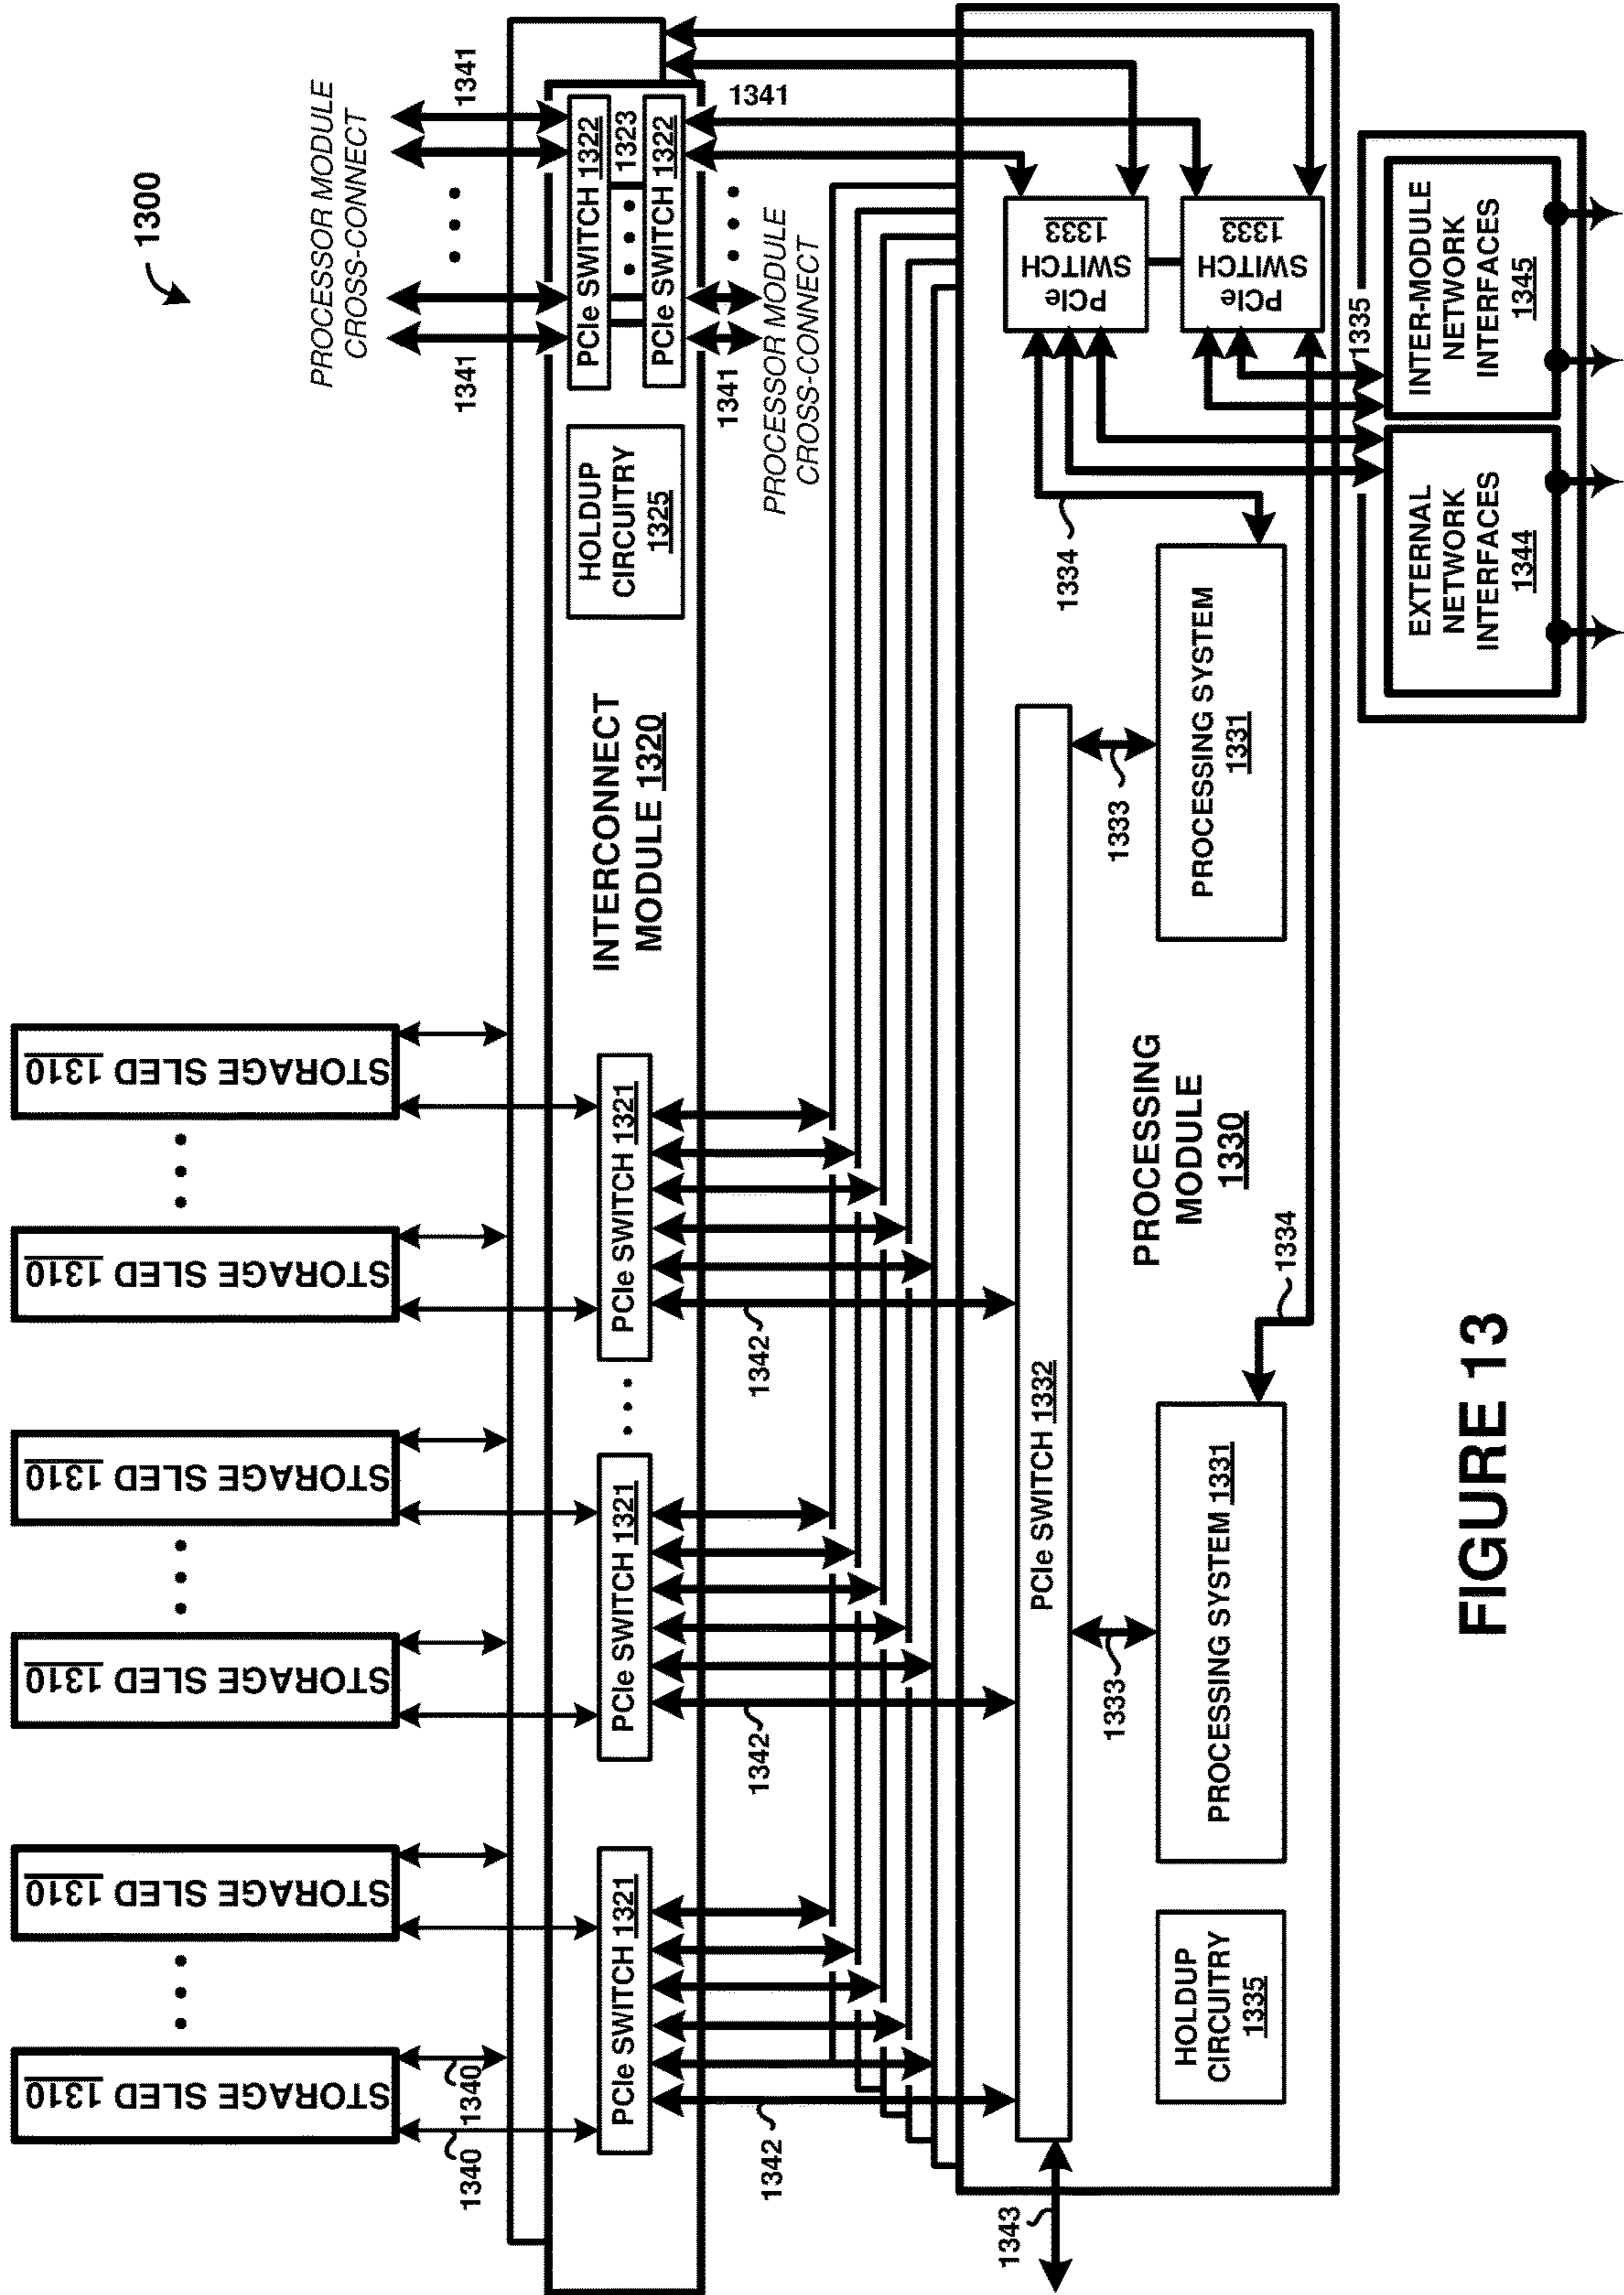 1300
PROCESSOR MODULE
CROSS-CONNECT
1341
1341
STORAGE SLED 1310
STORAGE SLED 1310
STORAGE SLED 1310
STORAGE SLED 1310
STORAGE SLED 1310
STORAGE SLED 1310
1340
1340
PCIe SWITCH 1321
PCIe SWITCH 1321
PCIe SWITCH 1321
INTERCONNECT
MODULE 1320
HOLDUP
CIRCUITRY
1325
PCIe SWITCH 1322
1323
PCIe SWITCH 1322
1341
1341
PROCESSOR MODULE
CROSS-CONNECT
1342
1342
1342
1343
PCIe SWITCH 1332
1333
1333
HOLDUP
CIRCUITRY
1335
PROCESSING SYSTEM 1331
PROCESSING
MODULE
1330
1334
PROCESSING SYSTEM
1331
1334
PCIe
SWITCH
1333
PCIe
SWITCH
1333
1335
EXTERNAL
NETWORK
INTERFACES
1344
INTER-MODULE
NETWORK
INTERFACES
1345
FIGURE 13